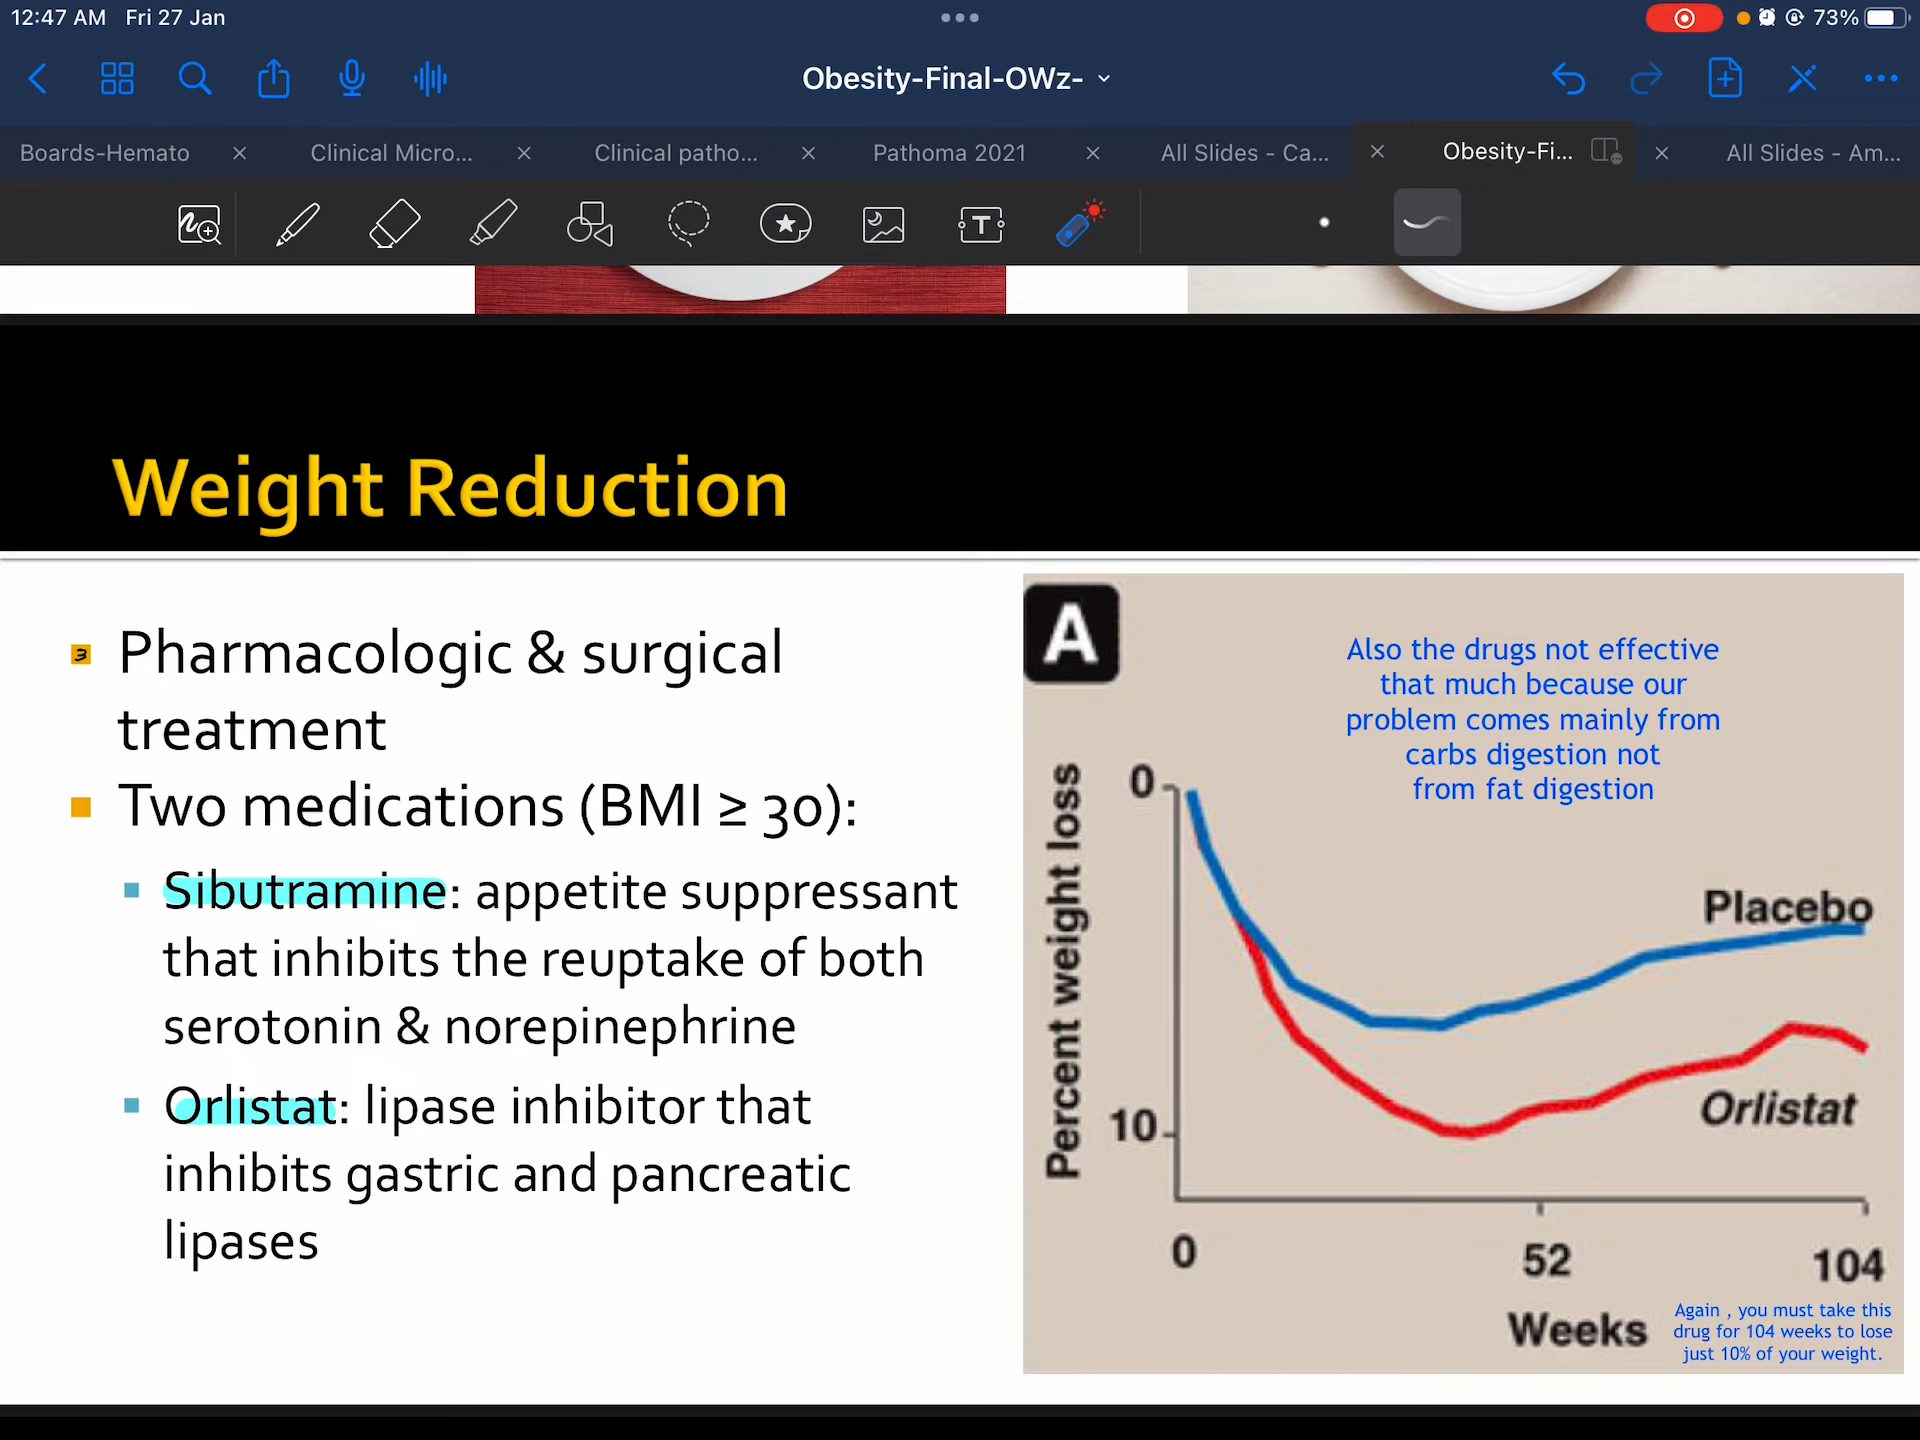 12:47 AM Fri 27 Jan
73%
Obesity-Final-OWz-
Boards-Hemato
Clinical Micro...
Clinical patho...
Pathoma 2021
All Slides - Ca...
Obesity-Fi...
All Slides - Am...
T
Weight Reduction
3 Pharmacologic & surgical
treatment
Two medications (BMI ≥ 30):
Sibutramine: appetite suppressant
that inhibits the reuptake of both
serotonin & norepinephrine
Orlistat: lipase inhibitor that
inhibits gastric and pancreatic
lipases
A
Also the drugs not effective
that much because our
problem comes mainly from
carbs digestion not
from fat digestion
Percent weight loss
0
10
Placebo
Orlistat
0
52
104
Weeks
Again , you must take this
drug for 104 weeks to lose
just 10% of your weight.